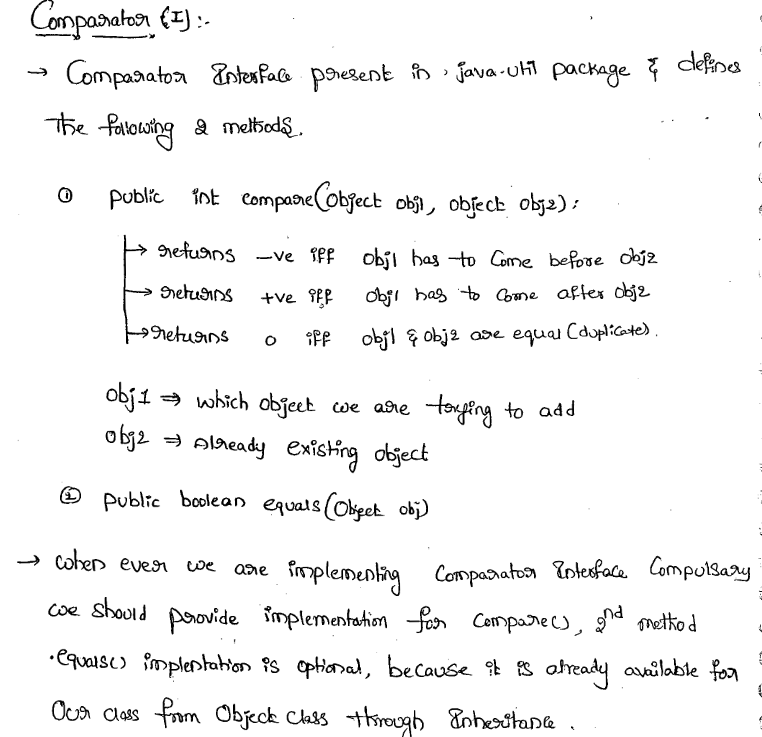 Comparator (I) :-
→ Comparator Interface present in java.util package & defines
The following 2 methods.
① public int compare(Object obj1, object obj2);
→ returns -ve iff obj1 has to Come before obj2
→ returns +ve iff obj1 has to Come after obj2
→ returns 0 iff obj1 & obj2 are equal (duplicate).
obj1 ⇒ which object we are trying to add
obj2 ⇒ Already existing object
② public boolean equals(Object obj)
→ when ever we are implementing Comparator Interface Compulsary
we should provide implementation for compare(), 2nd method
.equals() implentation is optional, because it is already available for
Our class from Object class through Inheritance.